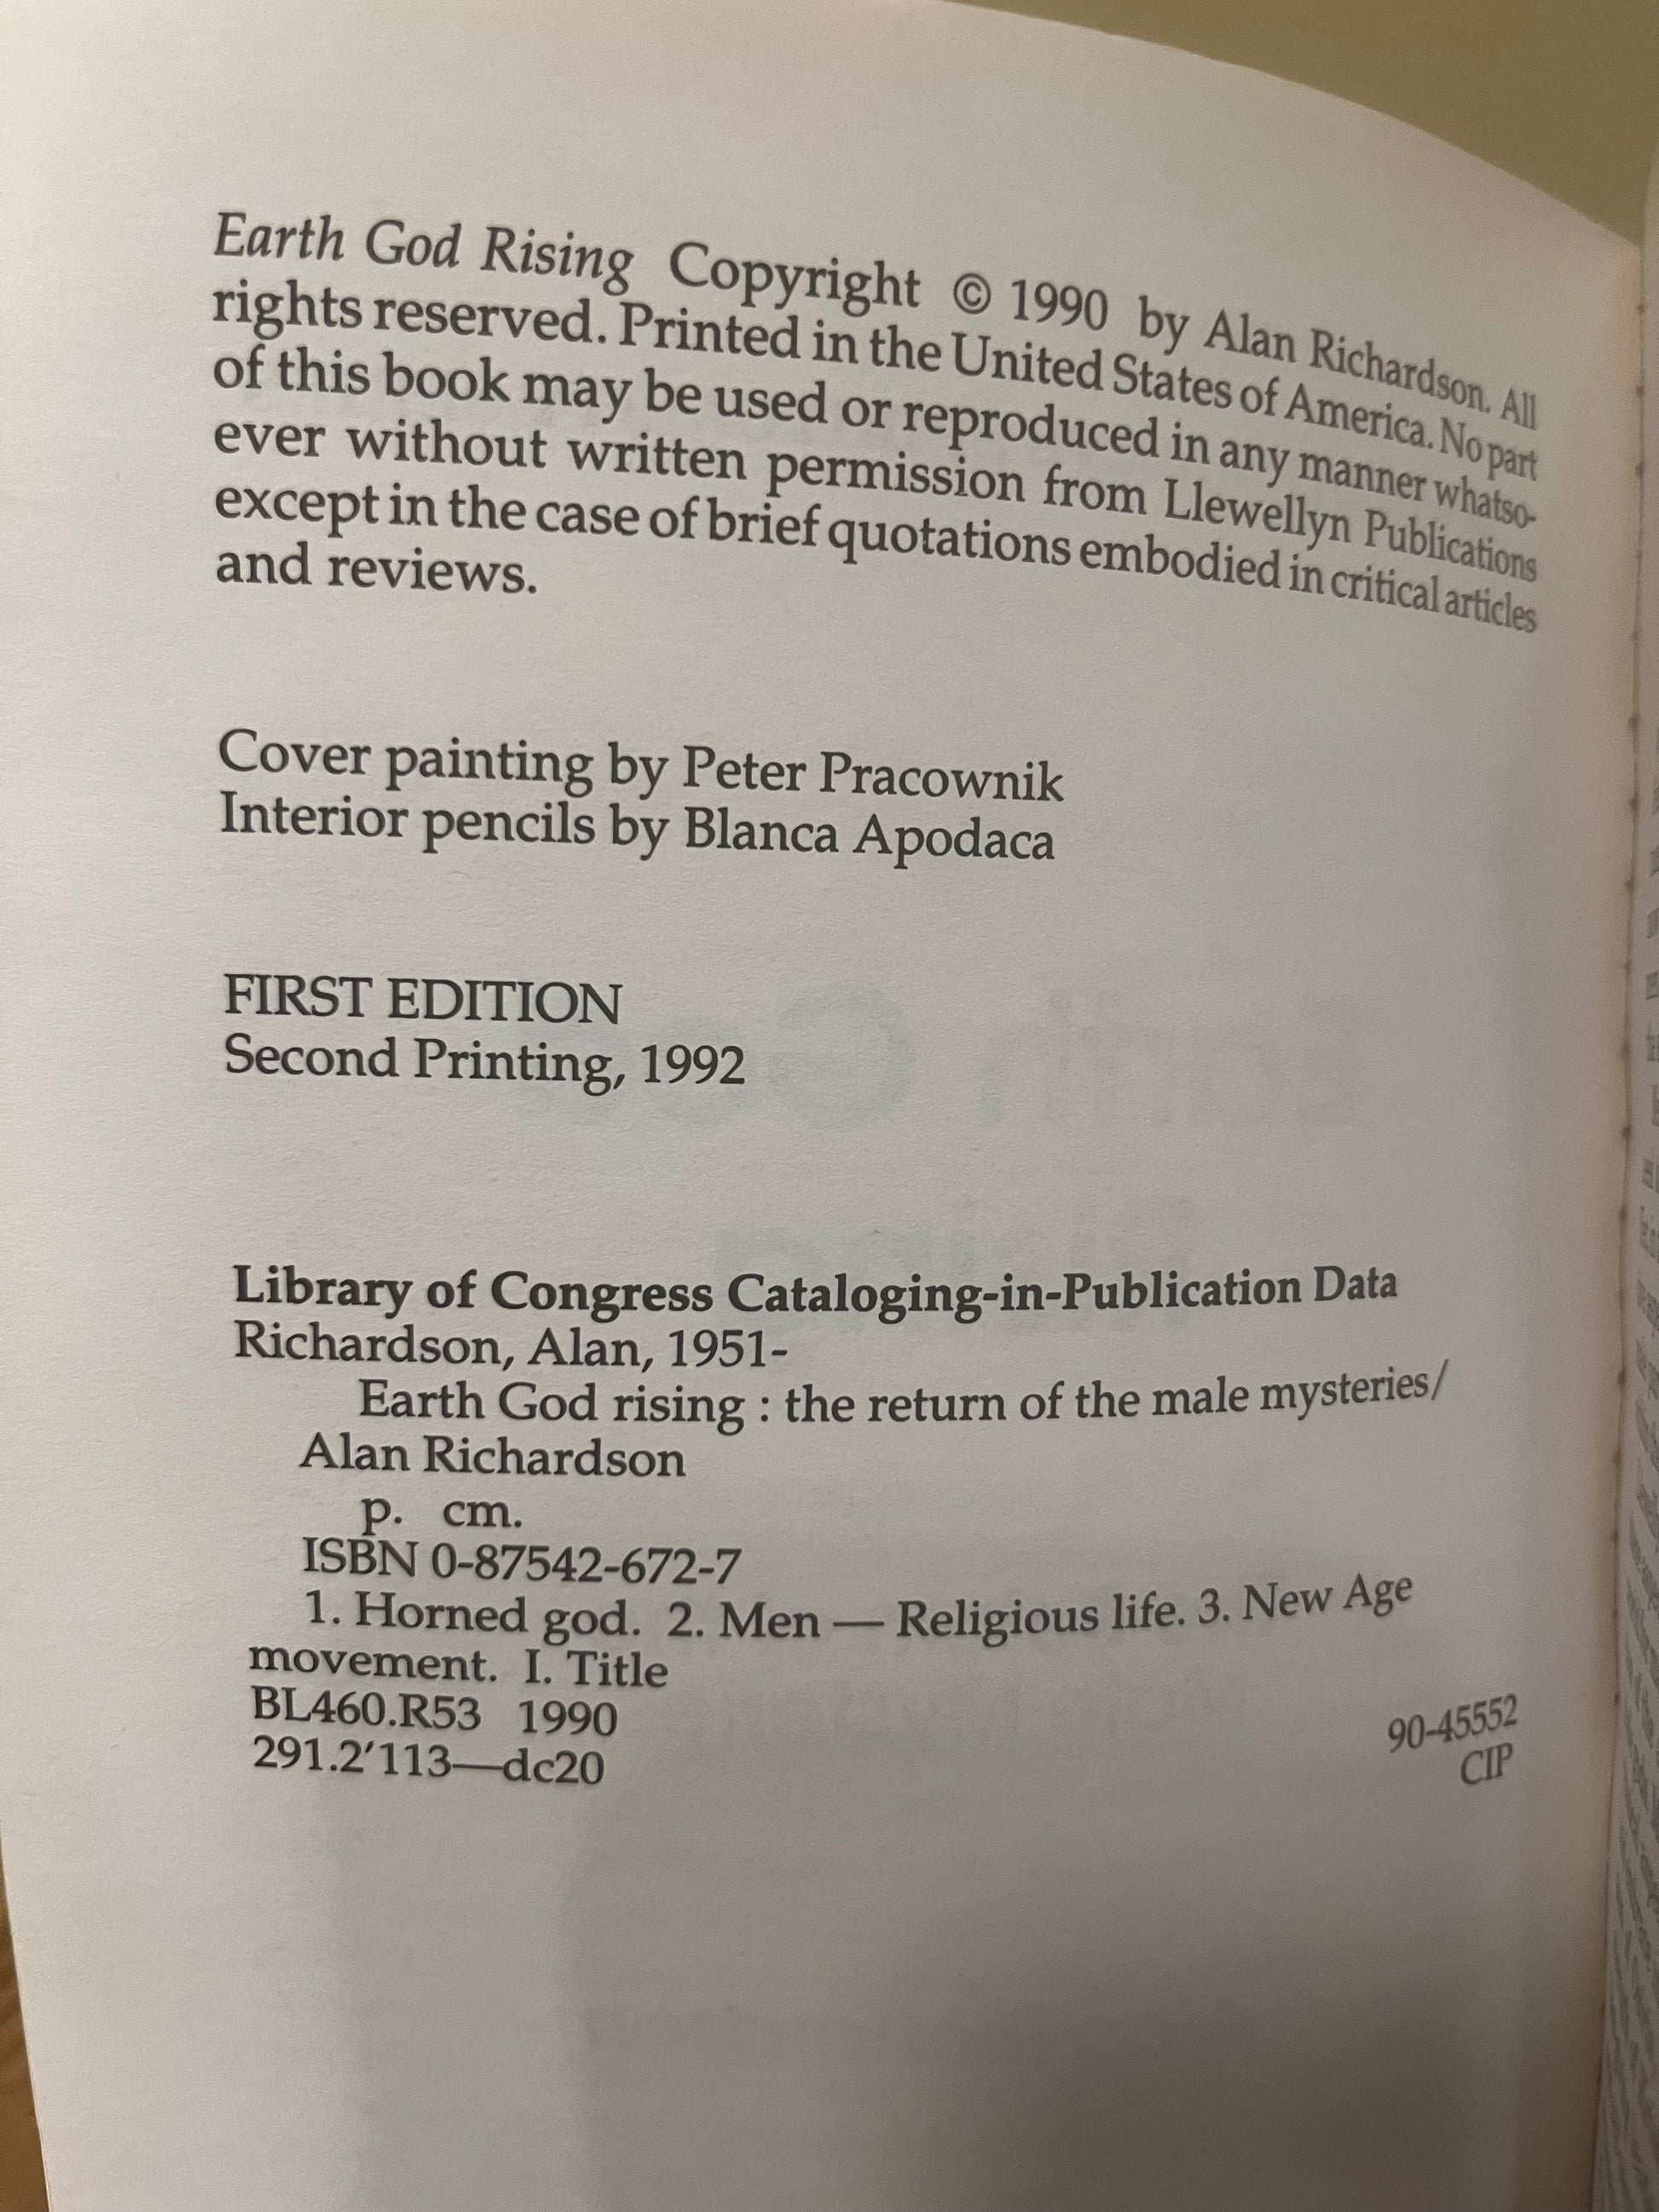 Earth God Rising Copyright © 1990 by Alan Richardson. All
rights reserved. Printed in the United States of America. No part
of this book may be used or reproduced in any manner whatso-
ever without written permission from Llewellyn Publications
except in the case of brief quotations embodied in critical articles
and reviews.
Cover painting by Peter Pracownik
Interior pencils by Blanca Apodaca
FIRST EDITION
Second Printing, 1992
Library of Congress Cataloging-in-Publication Data
Richardson, Alan, 1951-
Earth God rising : the return of the male mysteries/
Alan Richardson
p. cm.
ISBN 0-87542-672-7
1. Horned god. 2. Men — Religious life. 3. New Age
movement. I. Title
BL460.R53 1990
291.2'113—dc20
90-45552
CIP